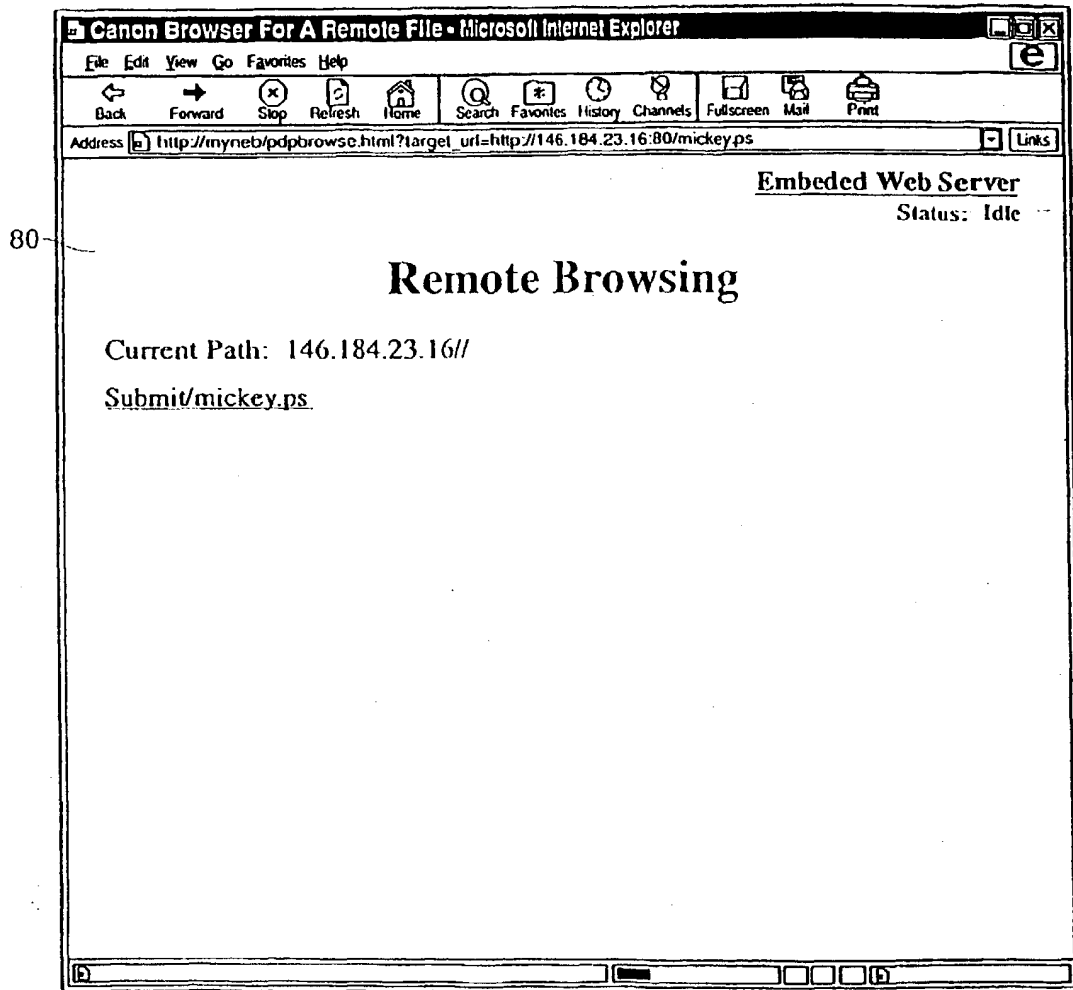 Canon Browser For A Remote File - Microsoft Internet Explorer
File Edit View Go Favorites Help
Back Forward Stop Refresh Home Search Favorites History Channels Fullscreen Mail Print
Address http://myneb/pdpbrowse.html?target_url=http://146.184.23.16:80/mickey.ps Links
Embeded Web Server
Status: Idle
80
Remote Browsing
Current Path: 146.184.23.16//
Submit/mickey.ps